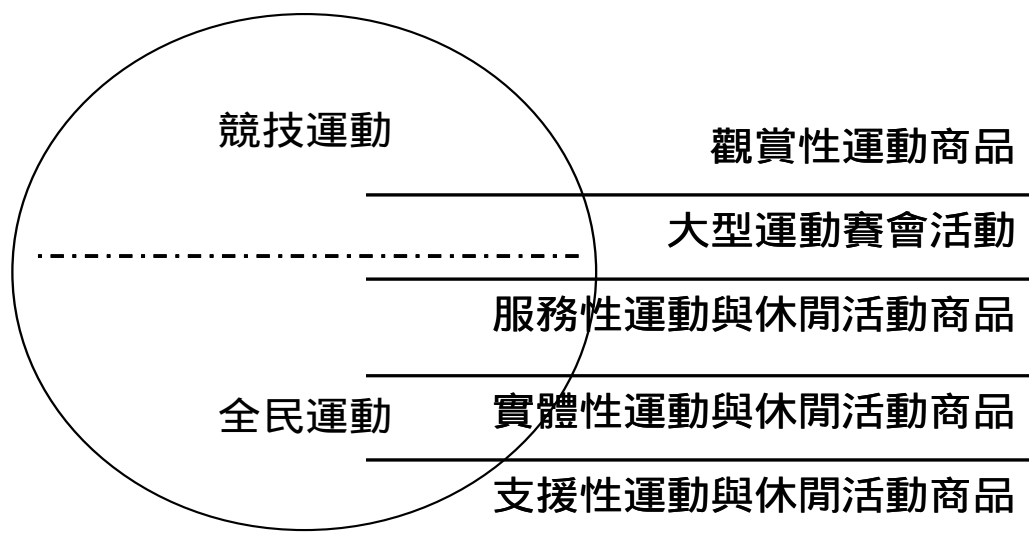 競技運動
觀賞性運動商品
大型運動賽會活動
服務性運動與休閒活動商品
全民運動
實體性運動與休閒活動商品
支援性運動與休閒活動商品